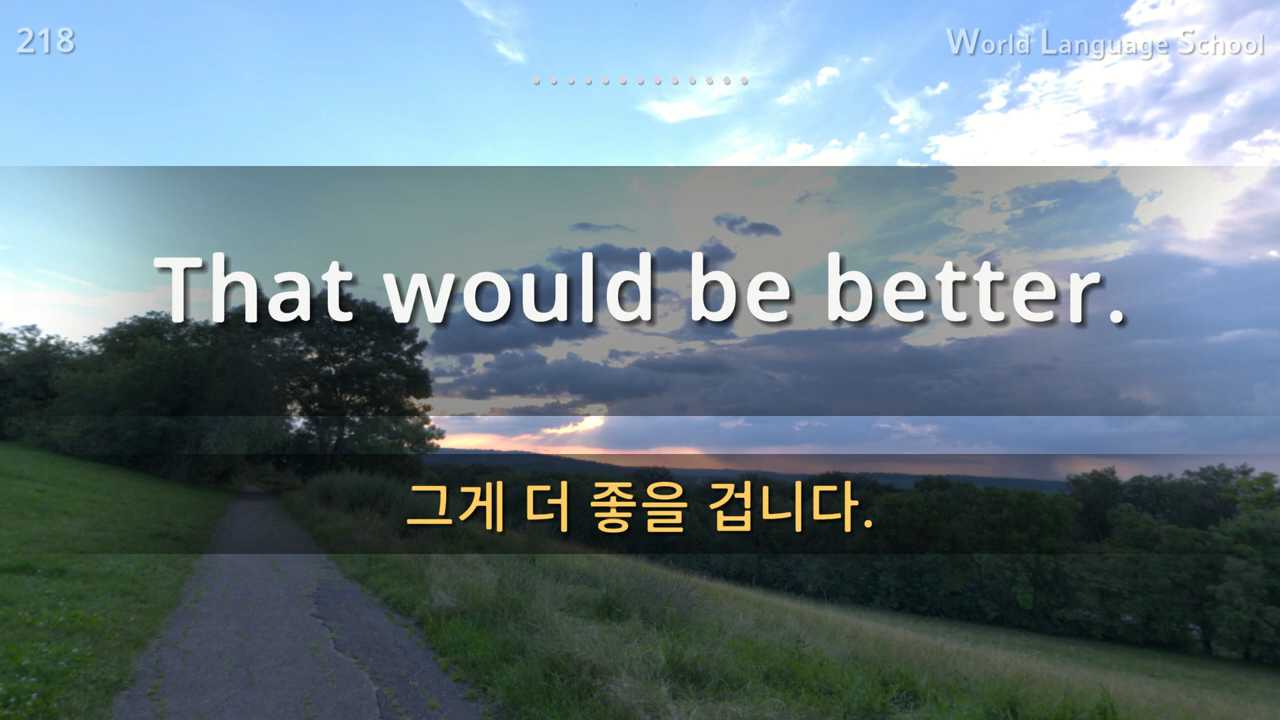 218
World Language School
That would be better.
그게 더 좋을 겁니다.